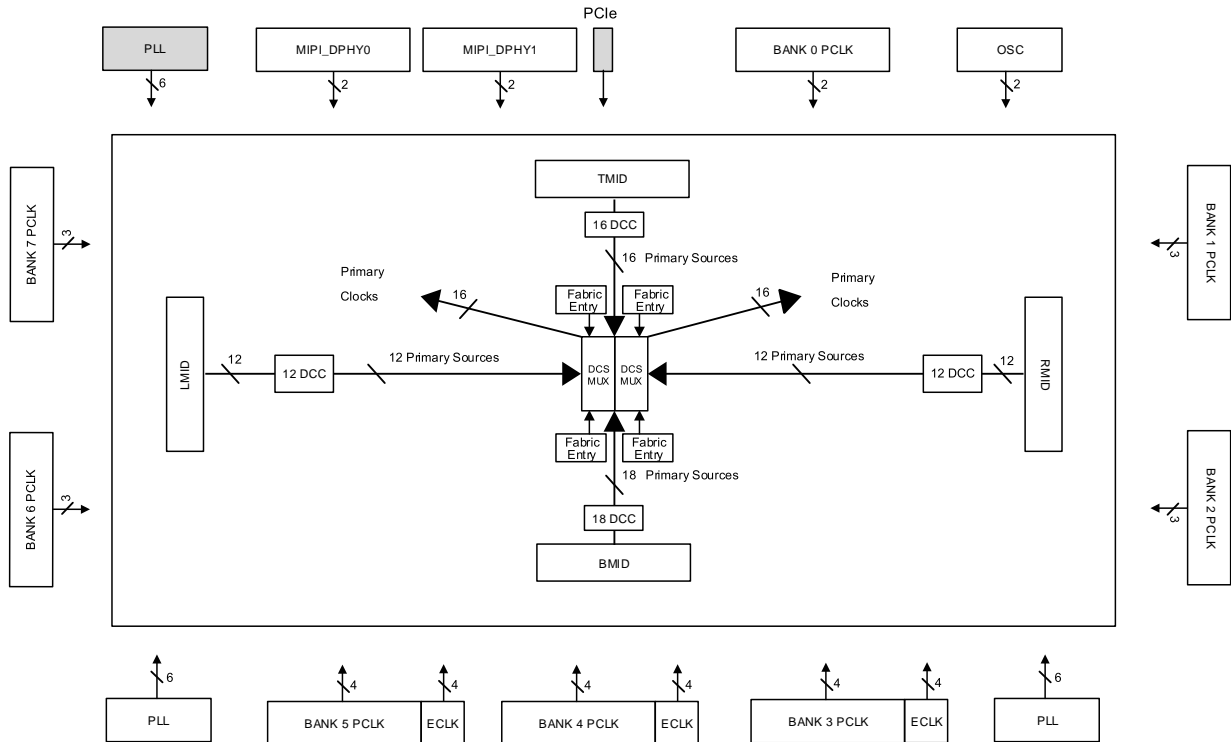 PCIe
PLL
MIPI_DPHY0
MIPI_DPHY1
BANK 0 PCLK
OSC
6
2
2
2
2
BANK 7 PCLK
3
BANK 1 PCLK
3
TMID
16 DCC
16 Primary Sources
Primary
Clocks
16
Fabric
Entry
Fabric
Entry
16
Primary
Clocks
LMID
12
12 DCC
12 Primary Sources
DCS
MUX
DCS
MUX
12 Primary Sources
12 DCC
12
RMID
Fabric
Entry
Fabric
Entry
18 Primary Sources
18 DCC
BMID
BANK 6 PCLK
3
BANK 2 PCLK
3
6
4
4
4
4
4
4
6
PLL
BANK 5 PCLK
ECLK
BANK 4 PCLK
ECLK
BANK 3 PCLK
ECLK
PLL